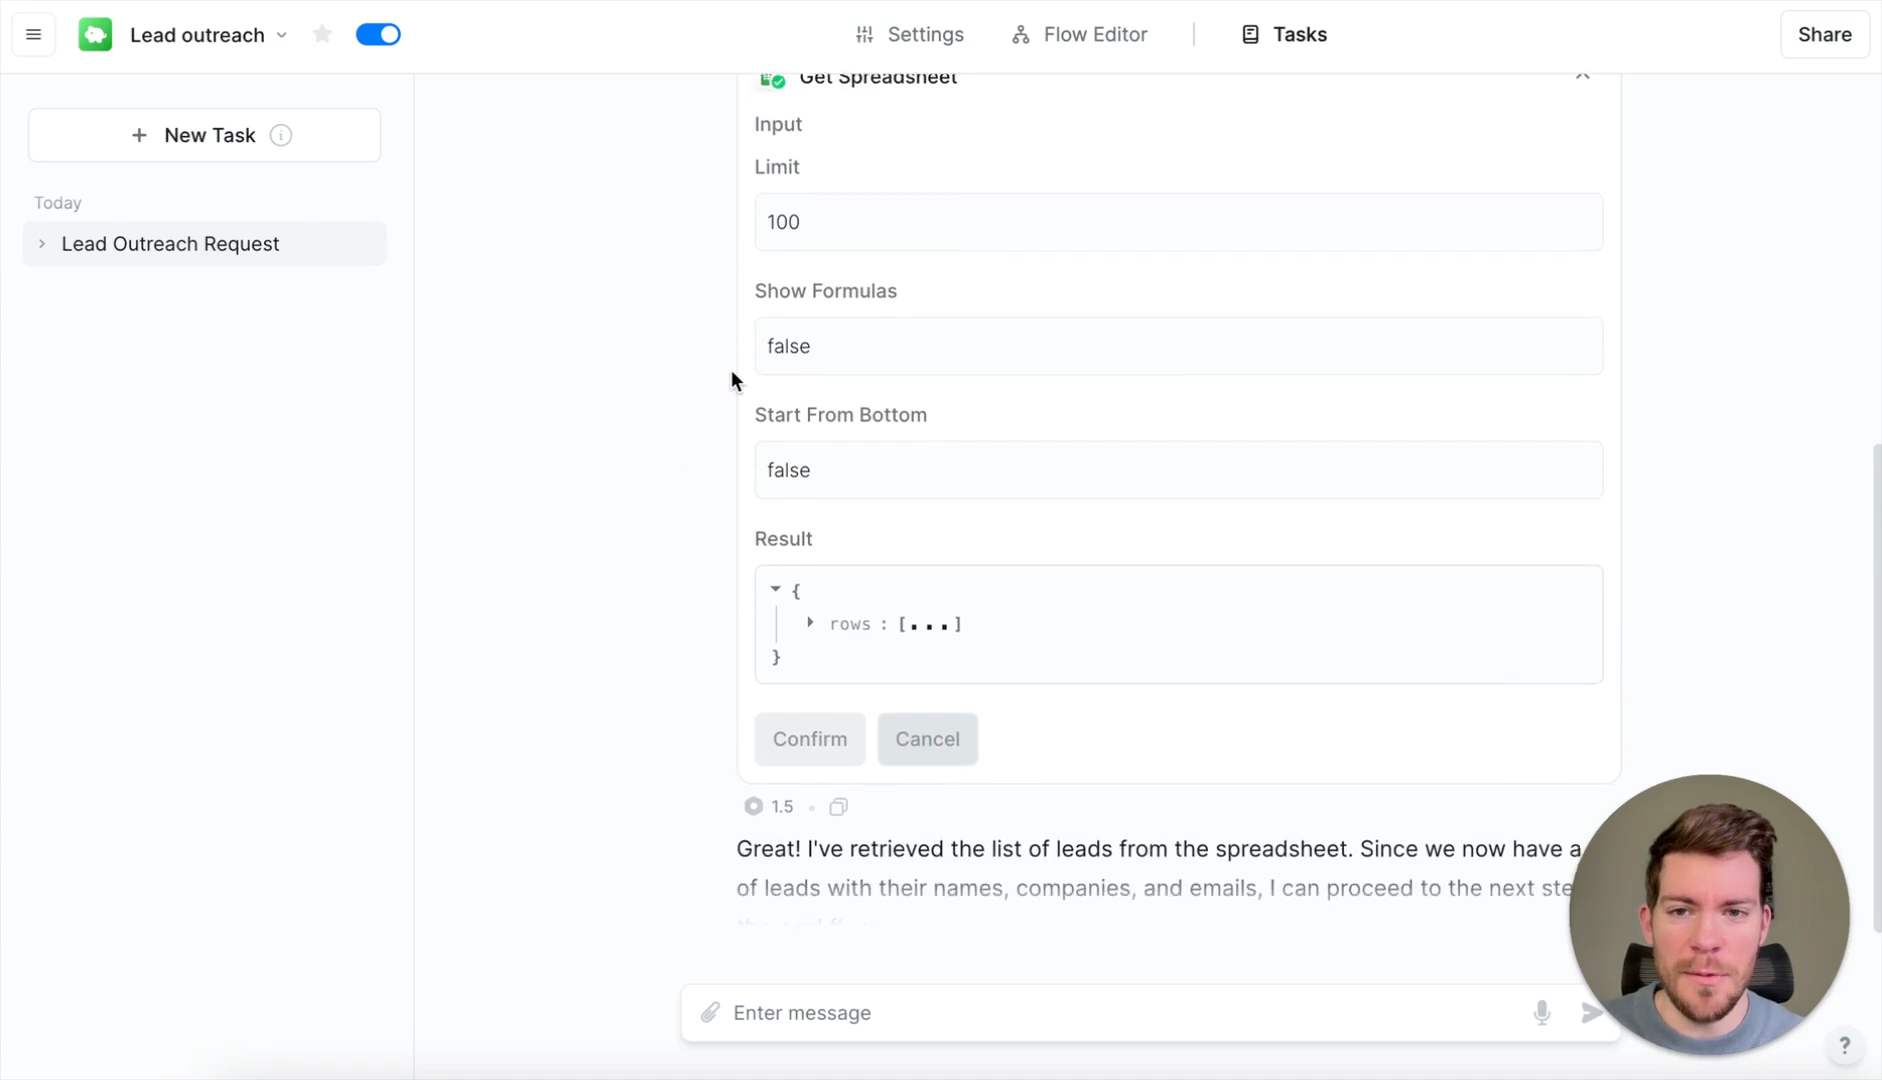 Lead outreach
Settings
Flow Editor
Tasks
Share
New Task
Today
Lead Outreach Request
Get Spreadsheet
Input
Limit
100
Show Formulas
false
Start From Bottom
false
Result
{
rows : [...]
}
Confirm
Cancel
1.5
Great! I've retrieved the list of leads from the spreadsheet. Since we now have a
of leads with their names, companies, and emails, I can proceed to the next
Enter message
?